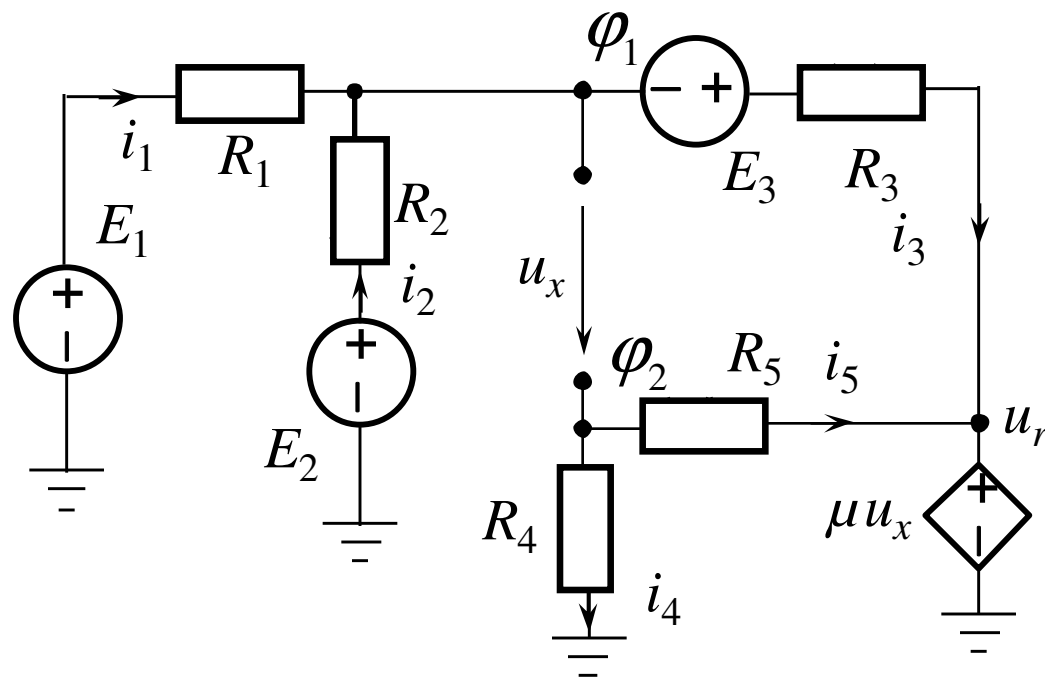 φ₁
− +
i₁
R₁
E₃
R₃
R₂
E₁
i₃
+
−
uₓ
i₂
+
−
φ₂
R₅
i₅
E₂
R₄
μuₓ
+
−
i₄